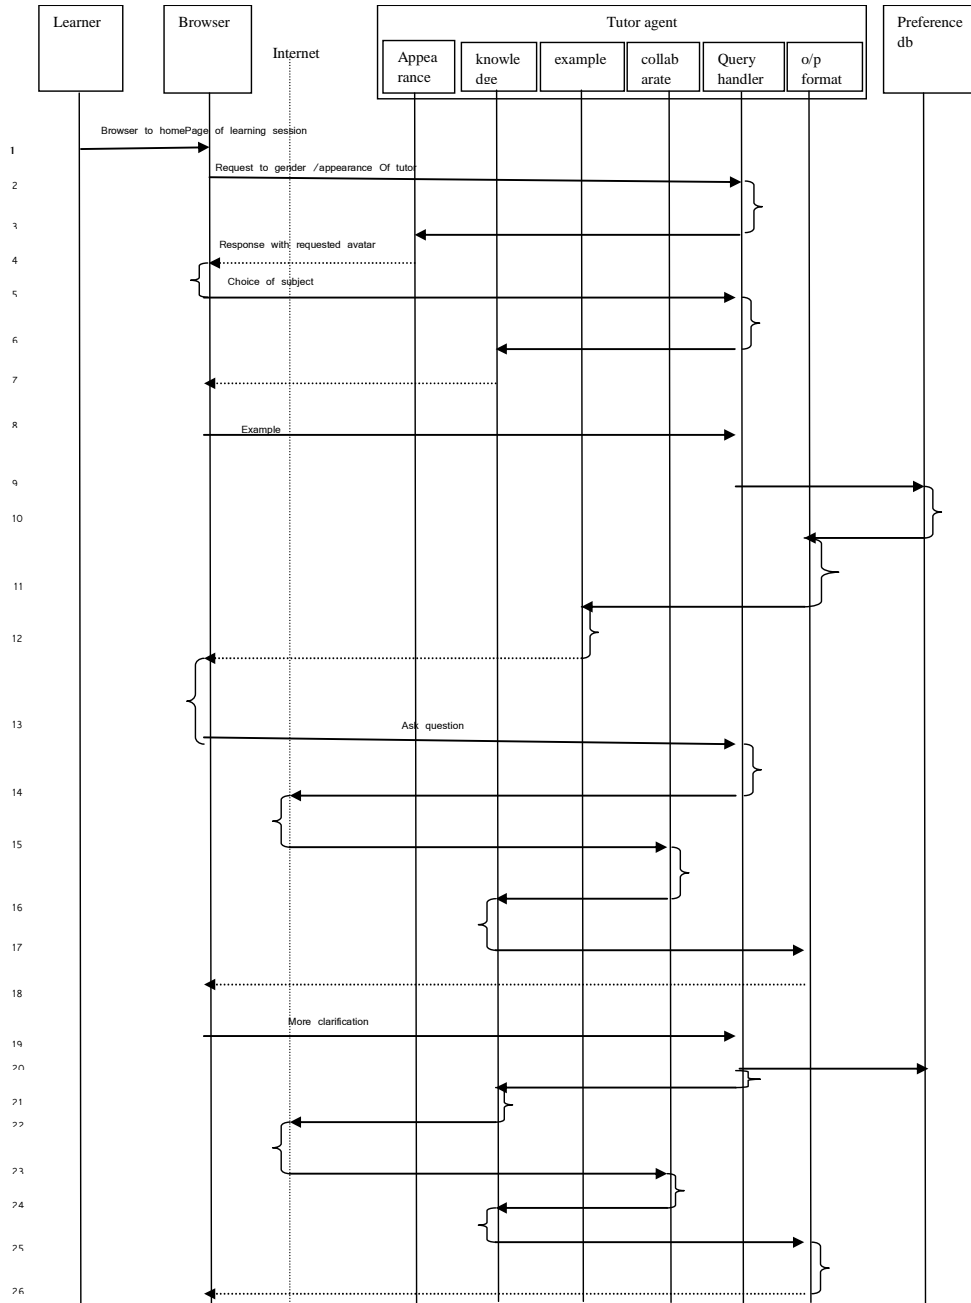 Learner
Browser
Internet
Tutor agent
Preference
db
Appea
rance
knowle
dge
example
collab
arate
Query
handler
o/p
format
Browser to homePage of learning session
1
Request to gender /appearance Of tutor
2
3
Response with requested avatar
4
Choice of subject
5
6
7
8
Example
9
10
11
12
13
Ask question
14
15
16
17
18
More clarification
19
20
21
22
23
24
25
26